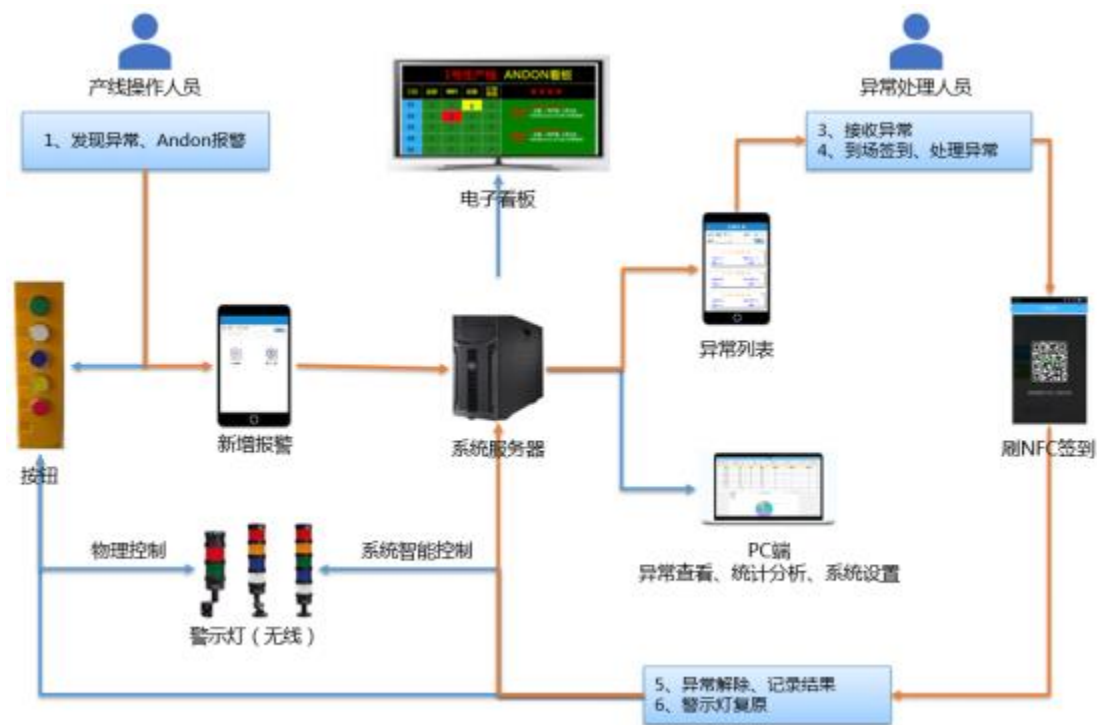 产线操作人员
异常处理人员
1、发现异常、Andon报警
ANDON看板
3、接收异常
4、到场签到、处理异常
电子看板
异常列表
新增报警
系统服务器
刷NFC签到
按钮
物理控制
系统智能控制
PC端
异常查看、统计分析、系统设置
警示灯（无线）
5、异常解除、记录结果
6、警示灯复原